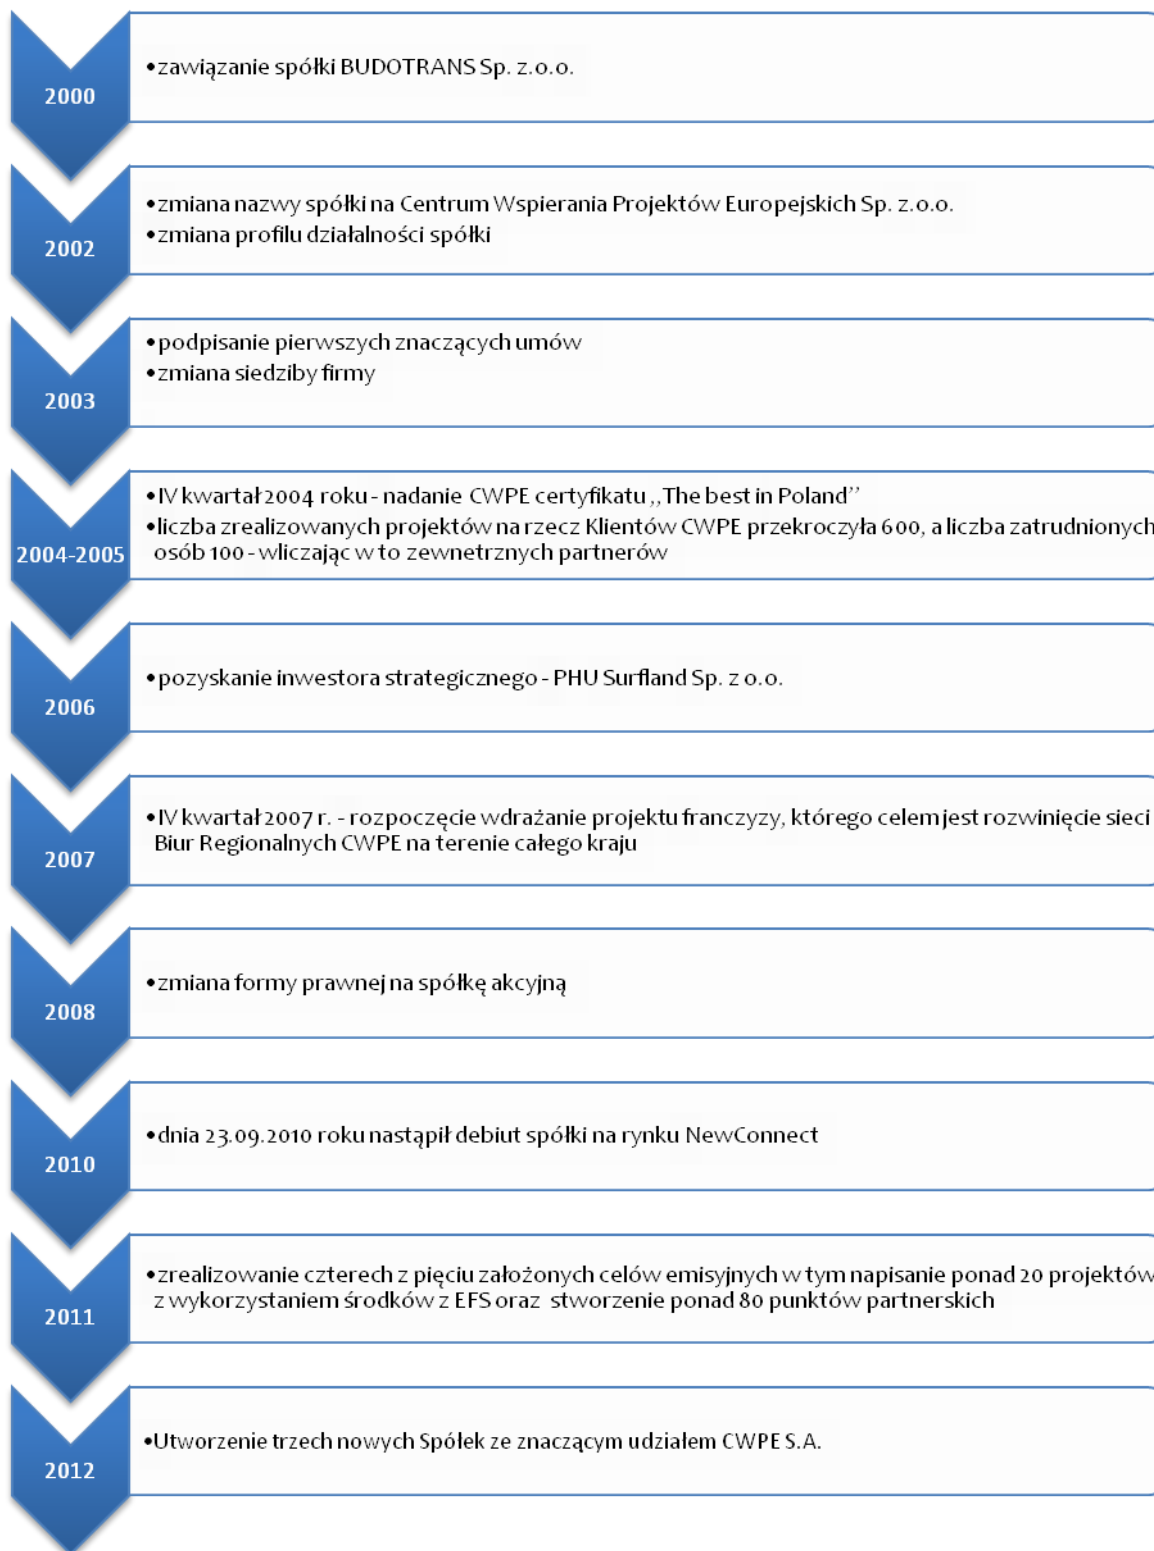 2000
•zawiązanie spółki BUDOTRANS Sp. z.o.o.
2002
•zmiana nazwy spółki na Centrum Wspierania Projektów Europejskich Sp. z.o.o.
•zmiana profilu działalności spółki
2003
•podpisanie pierwszych znaczących umów
•zmiana siedziby firmy
2004-2005
•IV kwartał 2004 roku - nadanie CWPE certyfikatu ,,The best in Poland’’
•liczba zrealizowanych projektów na rzecz Klientów CWPE przekroczyła 600, a liczba zatrudnionych
osób 100 - wliczając w to zewnetrznych partnerów
2006
•pozyskanie inwestora strategicznego - PHU Surfland Sp. z o.o.
2007
•IV kwartał 2007 r. - rozpoczęcie wdrażanie projektu franczyzy, którego celem jest rozwinięcie sieci
Biur Regionalnych CWPE na terenie całego kraju
2008
•zmiana formy prawnej na spółkę akcyjną
2010
•dnia 23.09.2010 roku nastąpił debiut spółki na rynku NewConnect
2011
•zrealizowanie czterech z pięciu założonych celów emisyjnych w tym napisanie ponad 20 projektów
z wykorzystaniem środków z EFS oraz stworzenie ponad 80 punktów partnerskich
2012
•Utworzenie trzech nowych Spółek ze znaczącym udziałem CWPE S.A.